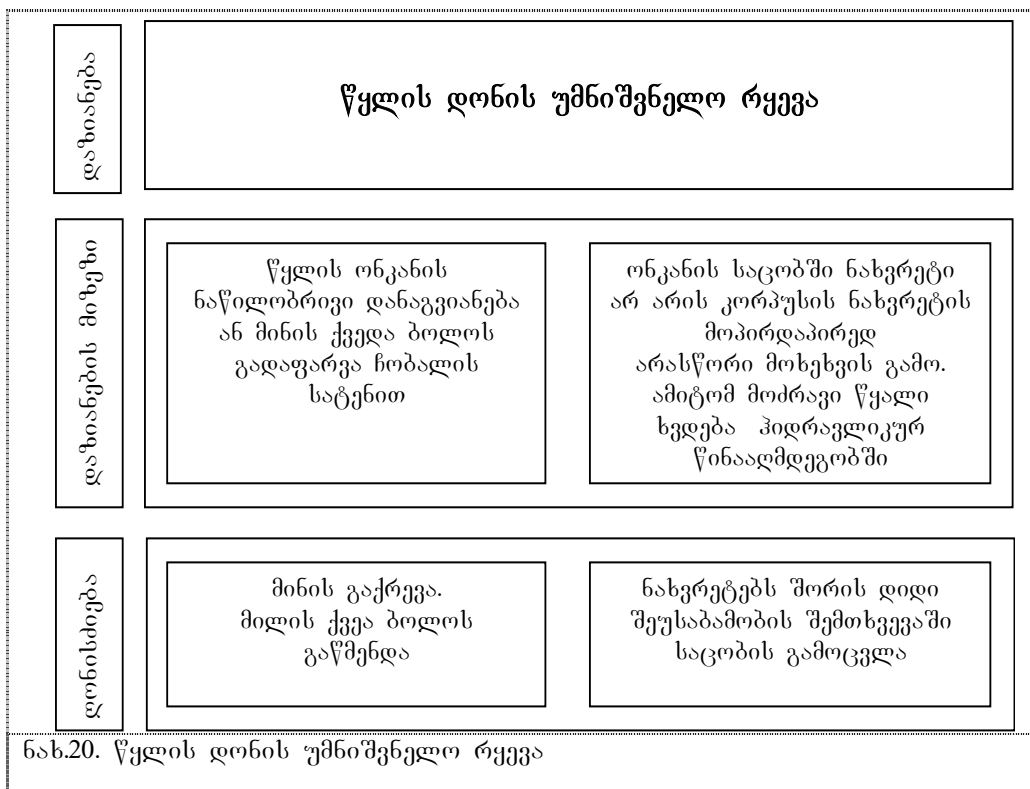 დაზიანება
წყლის დონის უმნიშვნელო რყევა
დაზიანების მიზეზი
წყლის ონკანის
ნაწილობრივი დანაგვიანება
ან მინის ქვედა ბოლოს
გადაფარვა ჩობალის
სატენით
ონკანის საცობში ნახვრეტი
არ არის კორპუსის ნახვრეტის
მოპირდაპირედ
არასწორი მოხეხვის გამო.
ამიტომ მოძრავი წყალი
ხვდება ჰიდრავლიკურ
წინააღმდეგობში
ღონისძიება
მინის გაქრევა.
მილის ქვეა ბოლოს
გაწმენდა
ნახვრეტებს შორის დიდი
შეუსაბამობის შემთხვევაში
საცობის გამოცვლა
ნახ.20. წყლის დონის უმნიშვნელო რყევა